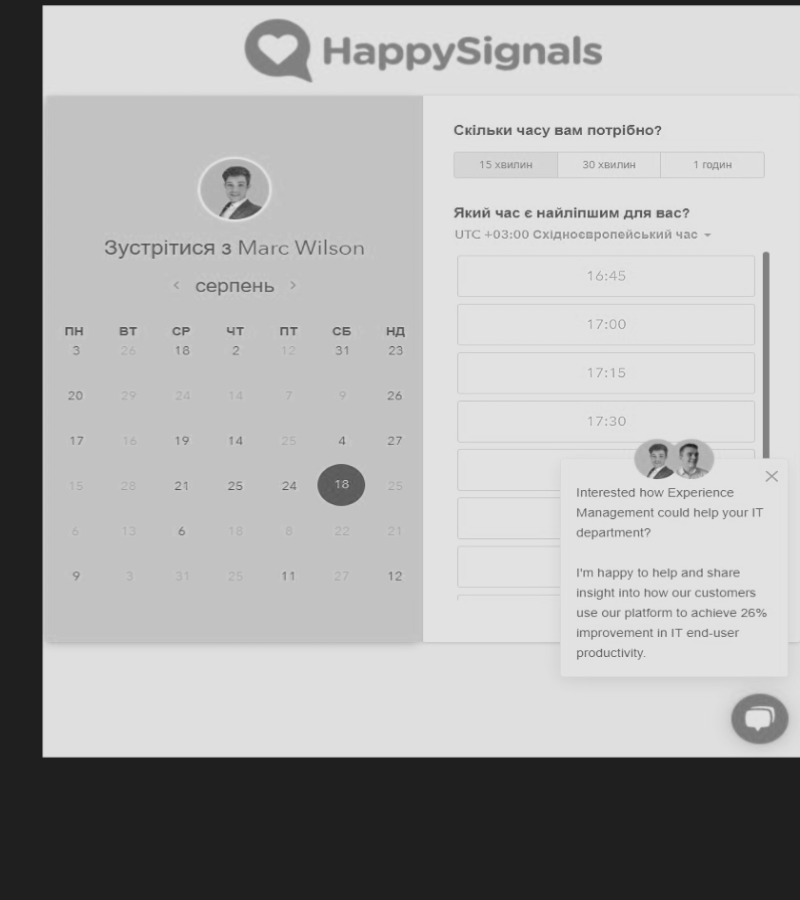 HappySignals
Зустрітися з Marc Wilson
серпень
ПН ВТ СР ЧТ ПТ СБ НД
3 26 18 2 12 31 23
20 29 24 14 7 9 26
17 16 19 14 25 4 27
15 28 21 25 24 18 25
6 13 6 18 8 22 21
9 3 31 25 11 27 12
Скільки часу вам потрібно?
15 хвилин 30 хвилин 1 годин
Який час є найліпшим для вас?
UTC +03:00 Східноєвропейський час
16:45
17:00
17:15
17:30
Interested how Experience
Management could help your IT
department?
I'm happy to help and share
insight into how our customers
use our platform to achieve 26%
improvement in IT end-user
productivity.